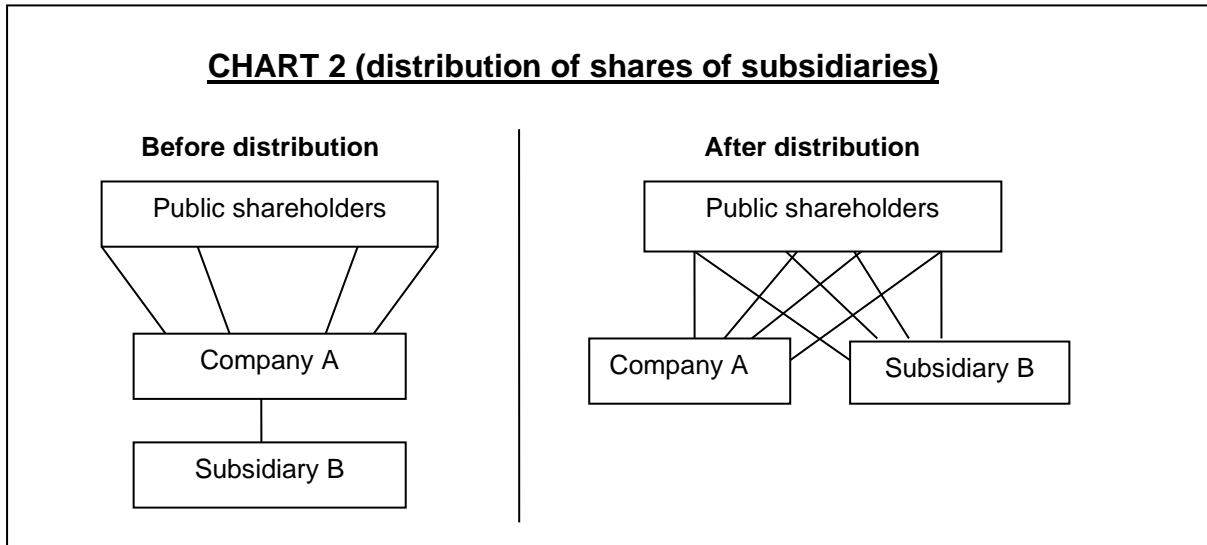 CHART 2 (distribution of shares of subsidiaries)
Before distribution
Public shareholders
Company A
Subsidiary B
After distribution
Public shareholders
Company A
Subsidiary B